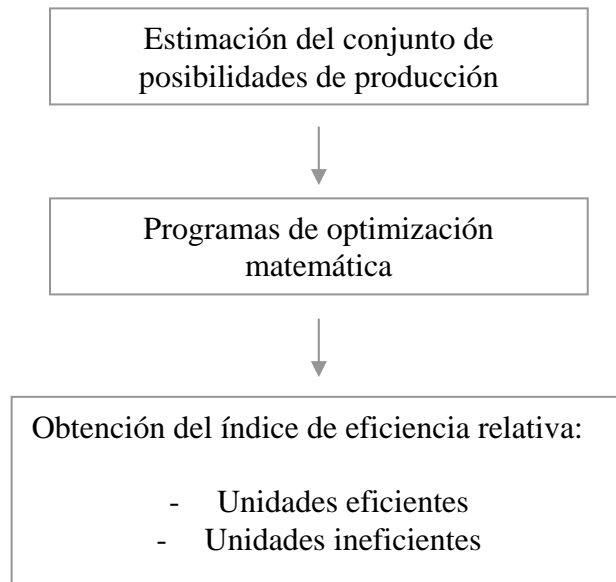 Estimación del conjunto de
posibilidades de producción
Programas de optimización
matemática
Obtención del índice de eficiencia relativa:
- Unidades eficientes
- Unidades ineficientes